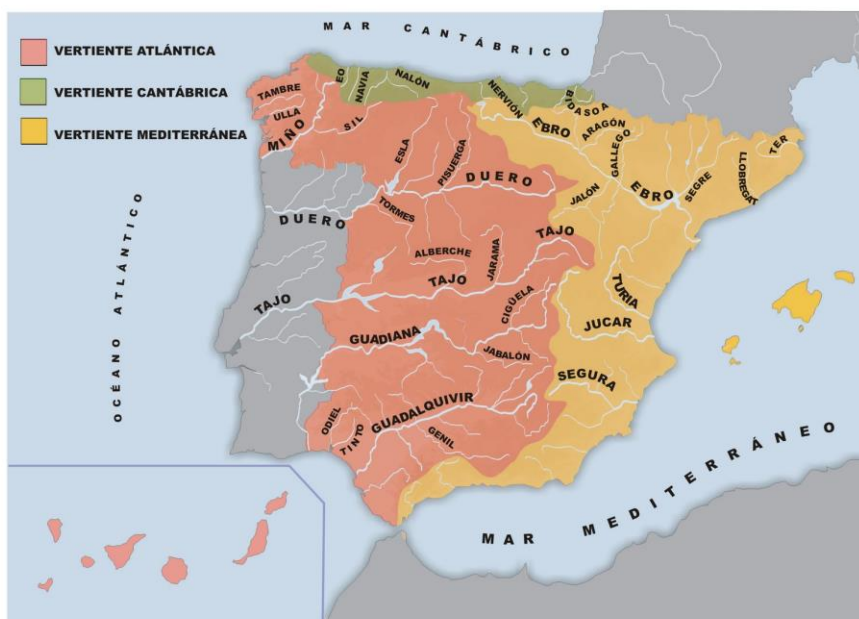 MAR CANTÁBRICO
VERTIENTE ATLÁNTICA
VERTIENTE CANTÁBRICA
VERTIENTE MEDITERRÁNEA
EO
NAVIA
NALÓN
NERVIÓN
BI
DASOA
TAMBRE
ULLA
MIÑO
SIL
ESLA
PISUERGA
EBRO
ARAGÓN
GALLEGO
SEGRE
LLOBREGAT
TER
DUERO
DUERO
TORMES
JALÓN
EBRO
OCÉANO ATLÁNTICO
TAJO
ALBERCHE
JARAMA
TAJO
TAJO
CIGÜELA
TURIA
JUCAR
GUADIANA
JABALÓN
SEGURA
GUADALQUIVIR
ODIEL
TINTO
GENIL
MAR MEDITERRÁNEO